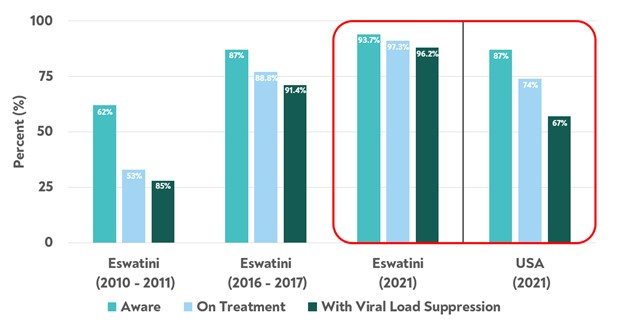 100
75
50
25
0
Percent (%)
62%
53%
85%
87%
88.8%
91.4%
93.7%
97.3%
96.2%
87%
74%
67%
Eswatini
(2010 - 2011)
Eswatini
(2016 - 2017)
Eswatini
(2021)
USA
(2021)
Aware
On Treatment
With Viral Load Suppression